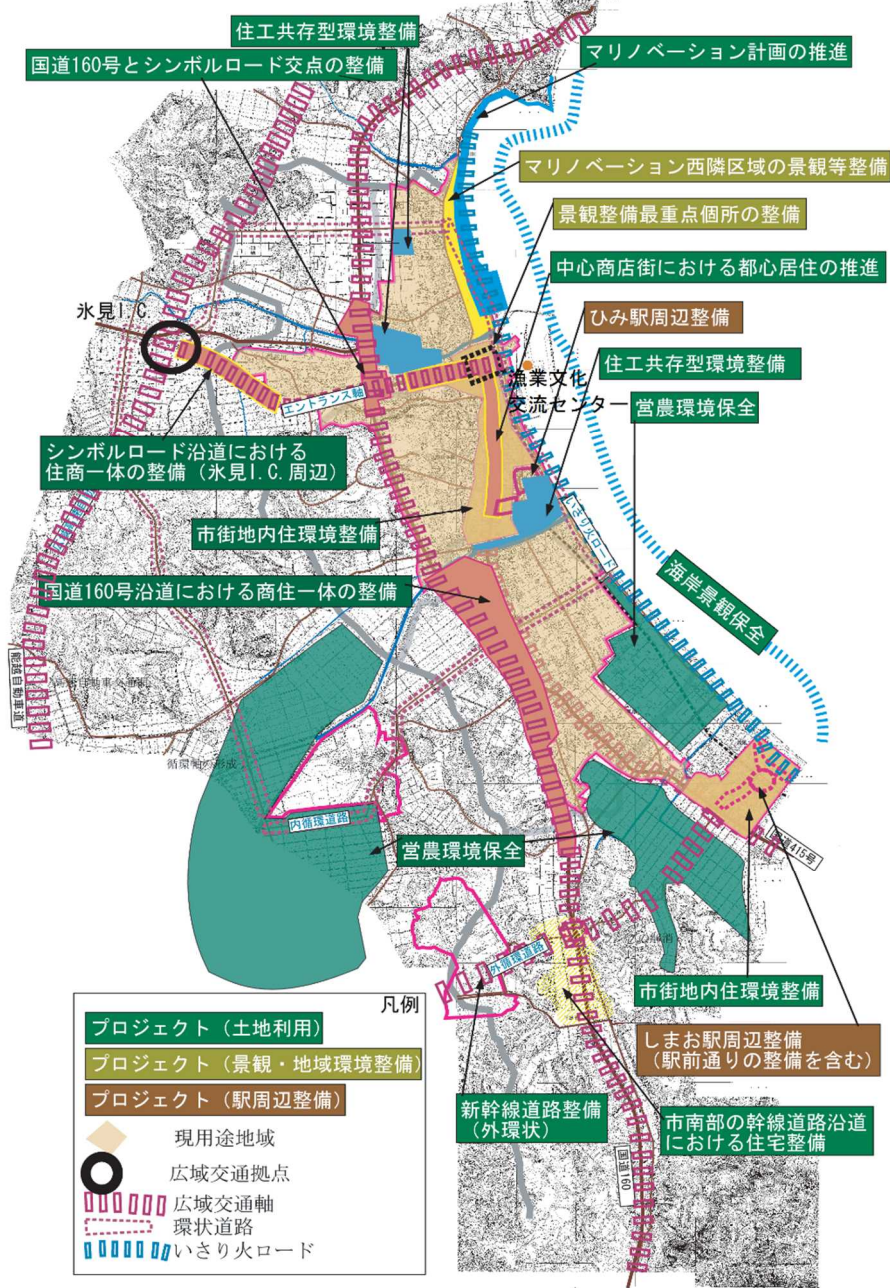 住工共存型環境整備
国道160号とシンボルロード交点の整備
マリノベーション計画の推進
マリノベーション西隣区域の景観等整備
景観整備最重点個所の整備
中心商店街における都心居住の推進
氷見I.C.
ひみ駅周辺整備
住工共存型環境整備
漁業文化
交流センター
営農環境保全
エントランス軸
シンボルロード沿道における
住商一体の整備（氷見I.C.周辺）
市街地内住環境整備
いさり火ロード
国道160号沿道における商住一体の整備
海岸景観保全
能越自動車道
循環軸の形成
内循環道路
営農環境保全
国道415号
外循環道路
市街地内住環境整備
しまお駅周辺整備
（駅前通りの整備を含む）
新幹線道路整備
（外環状）
市南部の幹線道路沿道
における住宅整備
国道160
凡例
プロジェクト（土地利用）
プロジェクト（景観・地域環境整備）
プロジェクト（駅周辺整備）
現用途地域
広域交通拠点
広域交通軸
環状道路
いさり火ロード